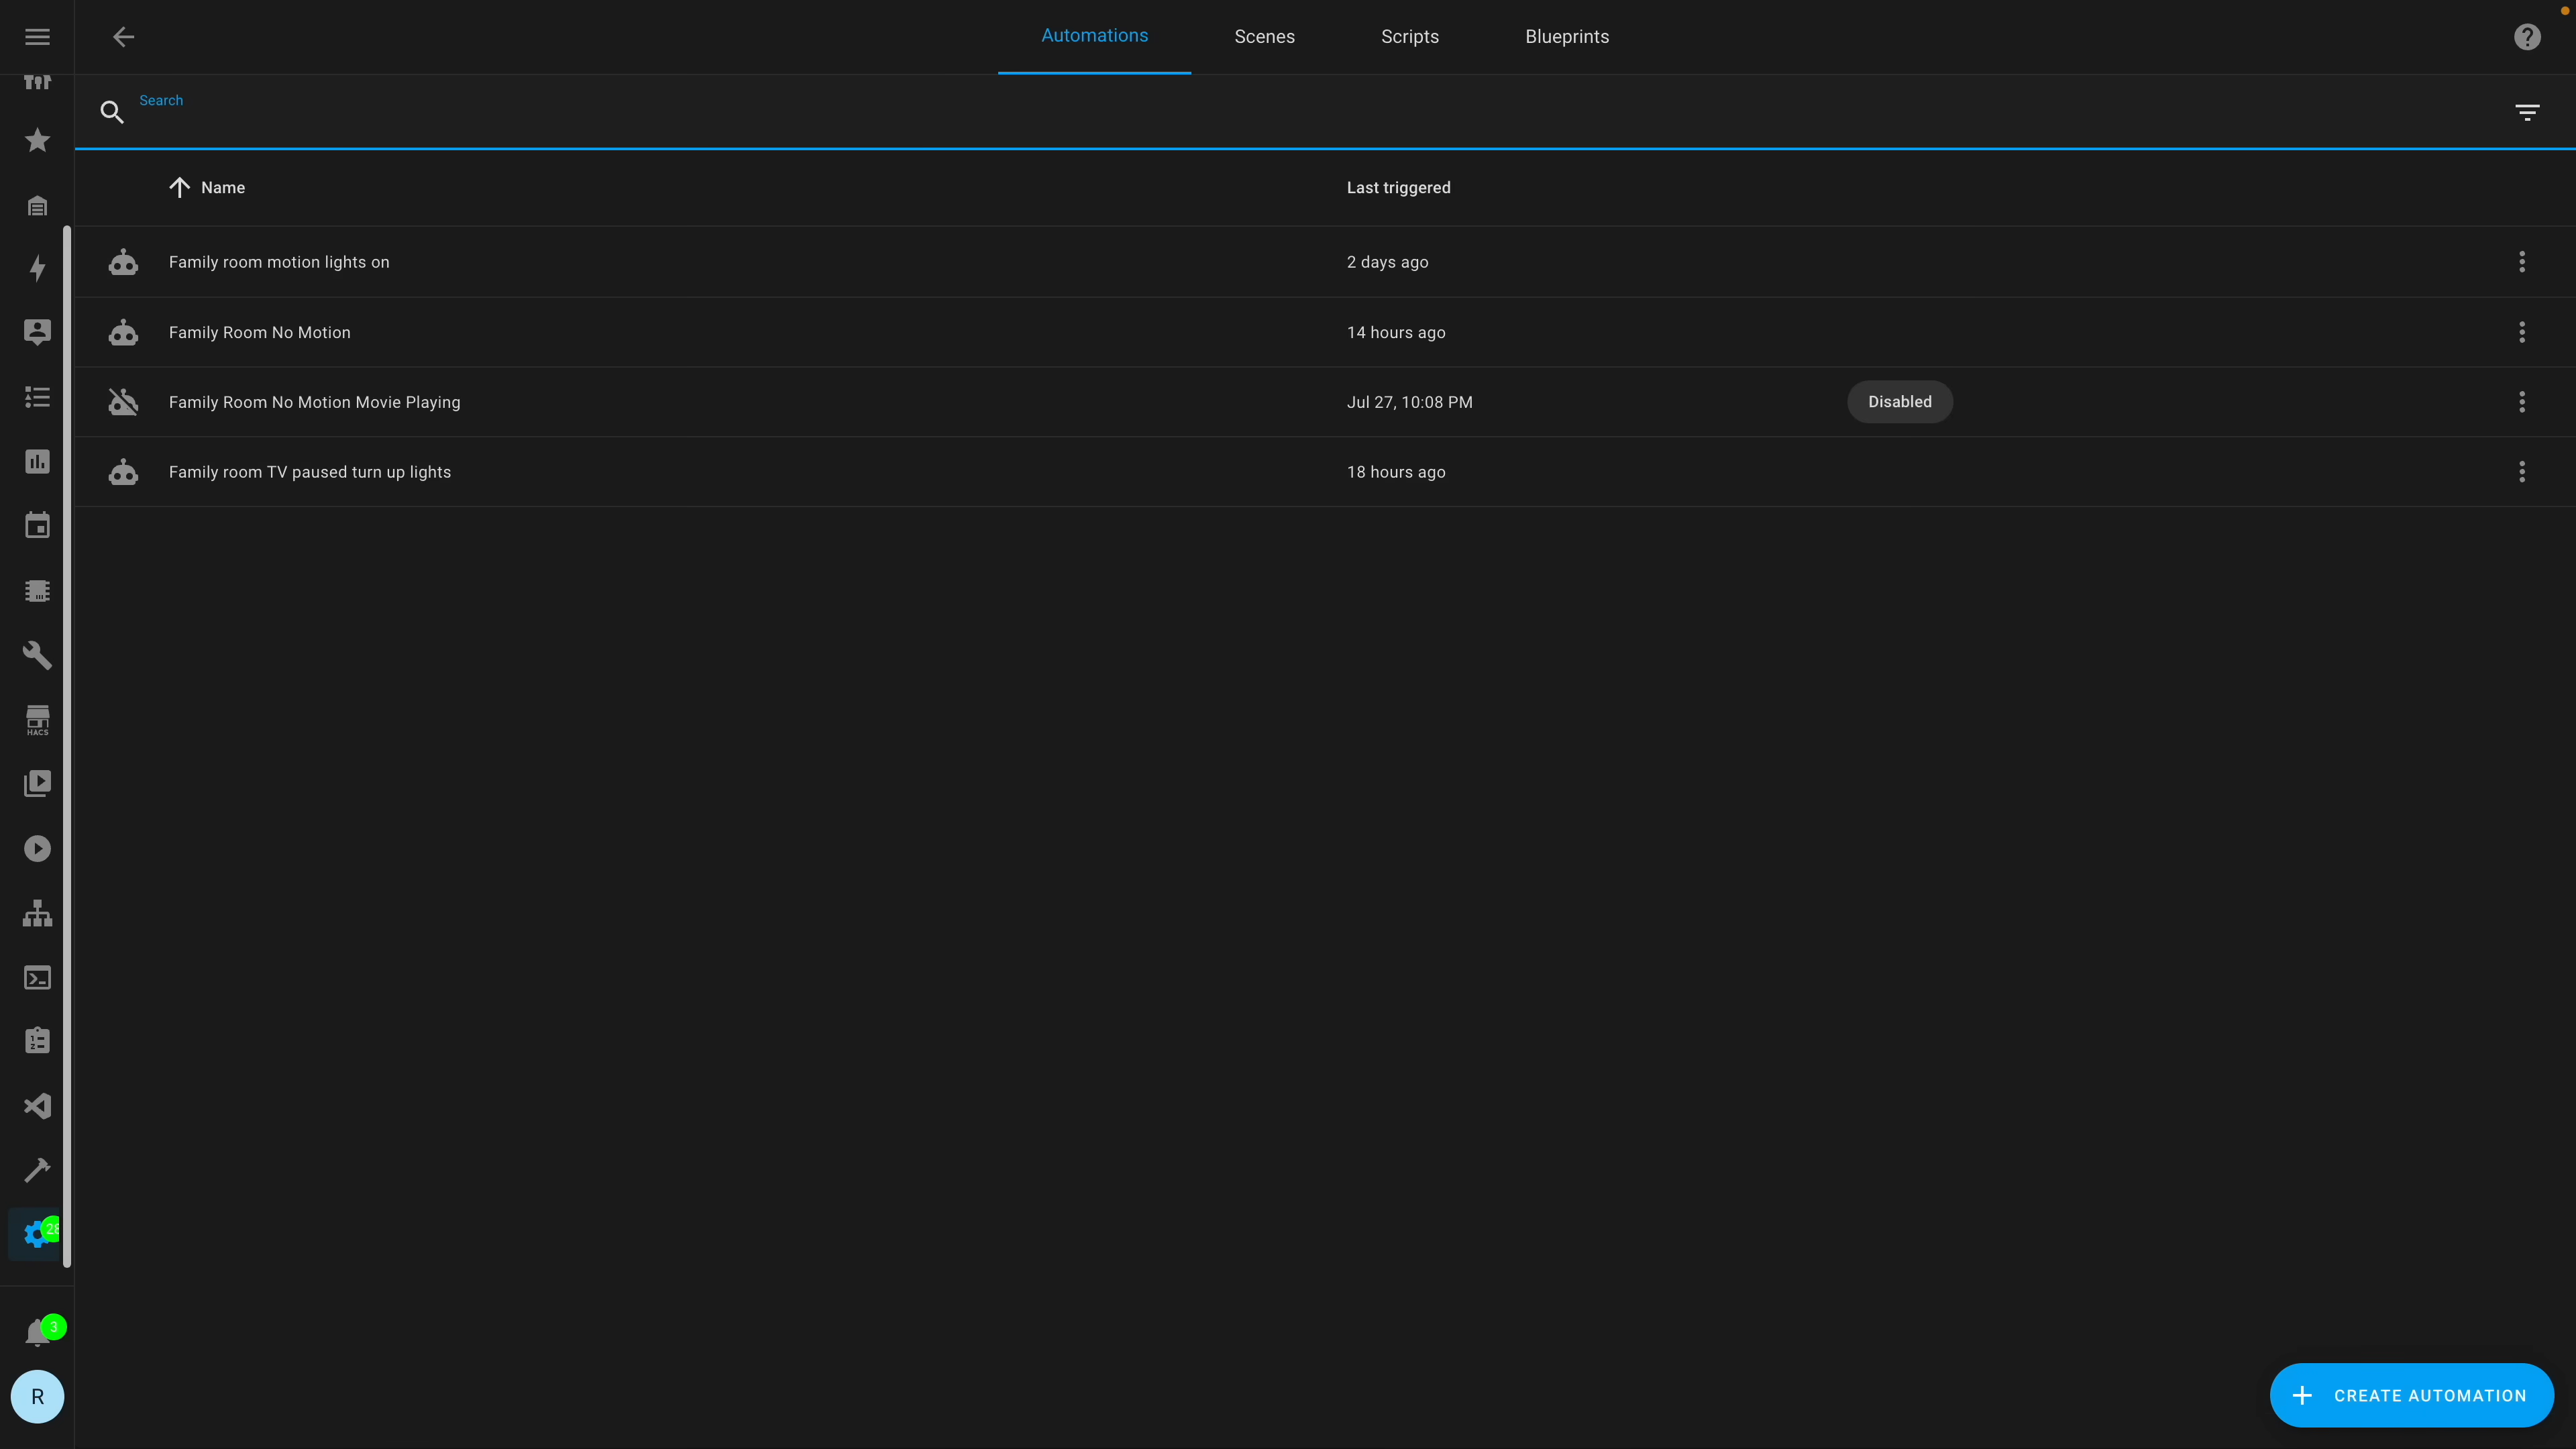 Automations
Scenes
Scripts
Blueprints
Search
Name
Last triggered
Family room motion lights on
2 days ago
Family Room No Motion
14 hours ago
Family Room No Motion Movie Playing
Jul 27, 10:08 PM
Disabled
Family room TV paused turn up lights
18 hours ago
HACS
3
R
CREATE AUTOMATION